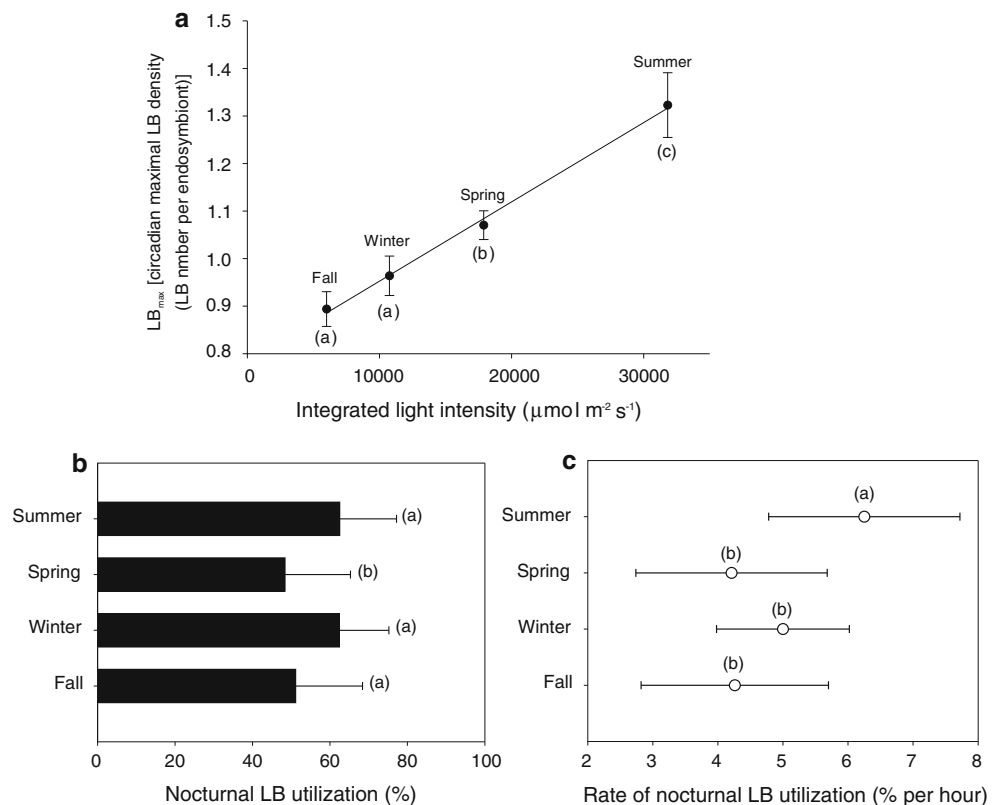 a
LBmax [circadian maximal LB density
(LB nmber per endosymbiont)]
1.5
1.4
1.3
1.2
1.1
1.0
0.9
0.8
Summer
(c)
Spring
(b)
Winter
(a)
Fall
(a)
0 10000 20000 30000
Integrated light intensity (µmol m-2 s-1)
b
Summer (a)
Spring (b)
Winter (a)
Fall (a)
0 20 40 60 80 100
Nocturnal LB utilization (%)
c
Summer (a)
Spring (b)
Winter (b)
Fall (b)
2 3 4 5 6 7 8
Rate of nocturnal LB utilization (% per hour)